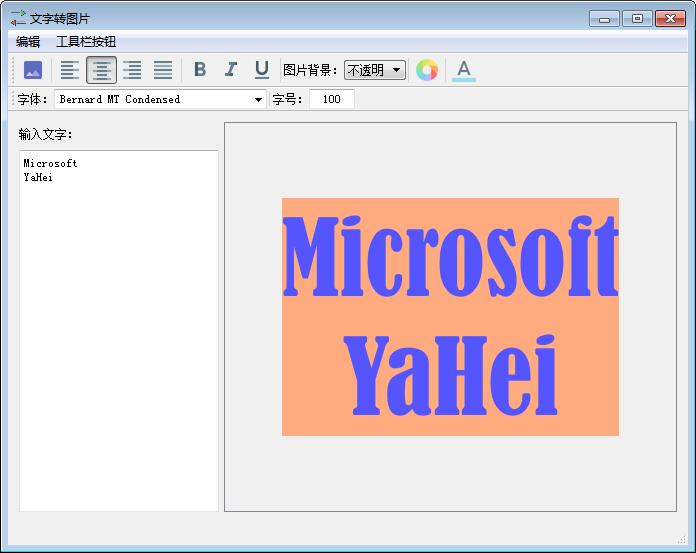 文字转图片
编辑 工具栏按钮
B I U 图片背景: 不透明 A
字体: Bernard MT Condensed 字号: 100
输入文字:
Microsoft
YaHei
Microsoft
YaHei